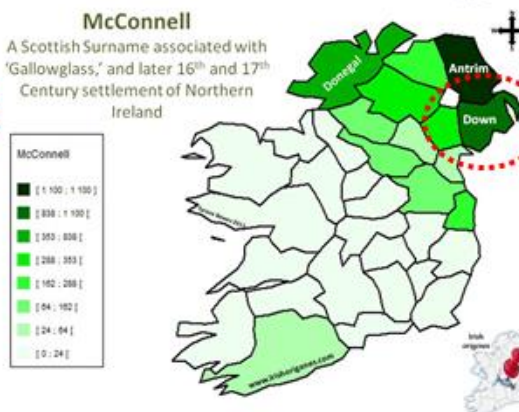 McConnell
A Scottish Surname associated with
'Gallowglass,' and later 16th and 17th
Century settlement of Northern
Ireland
McConnell
[ 1 100 ; 1 100 ]
[ 838 ; 1 100 [
[ 353 ; 838 [
[ 288 ; 353 [
[ 162 ; 288 [
[ 64 ; 162 [
[ 24 ; 64 [
[ 0 ; 24 [
Donegal
Antrim
Down
www.irishorigenes.com
Irish
origenes